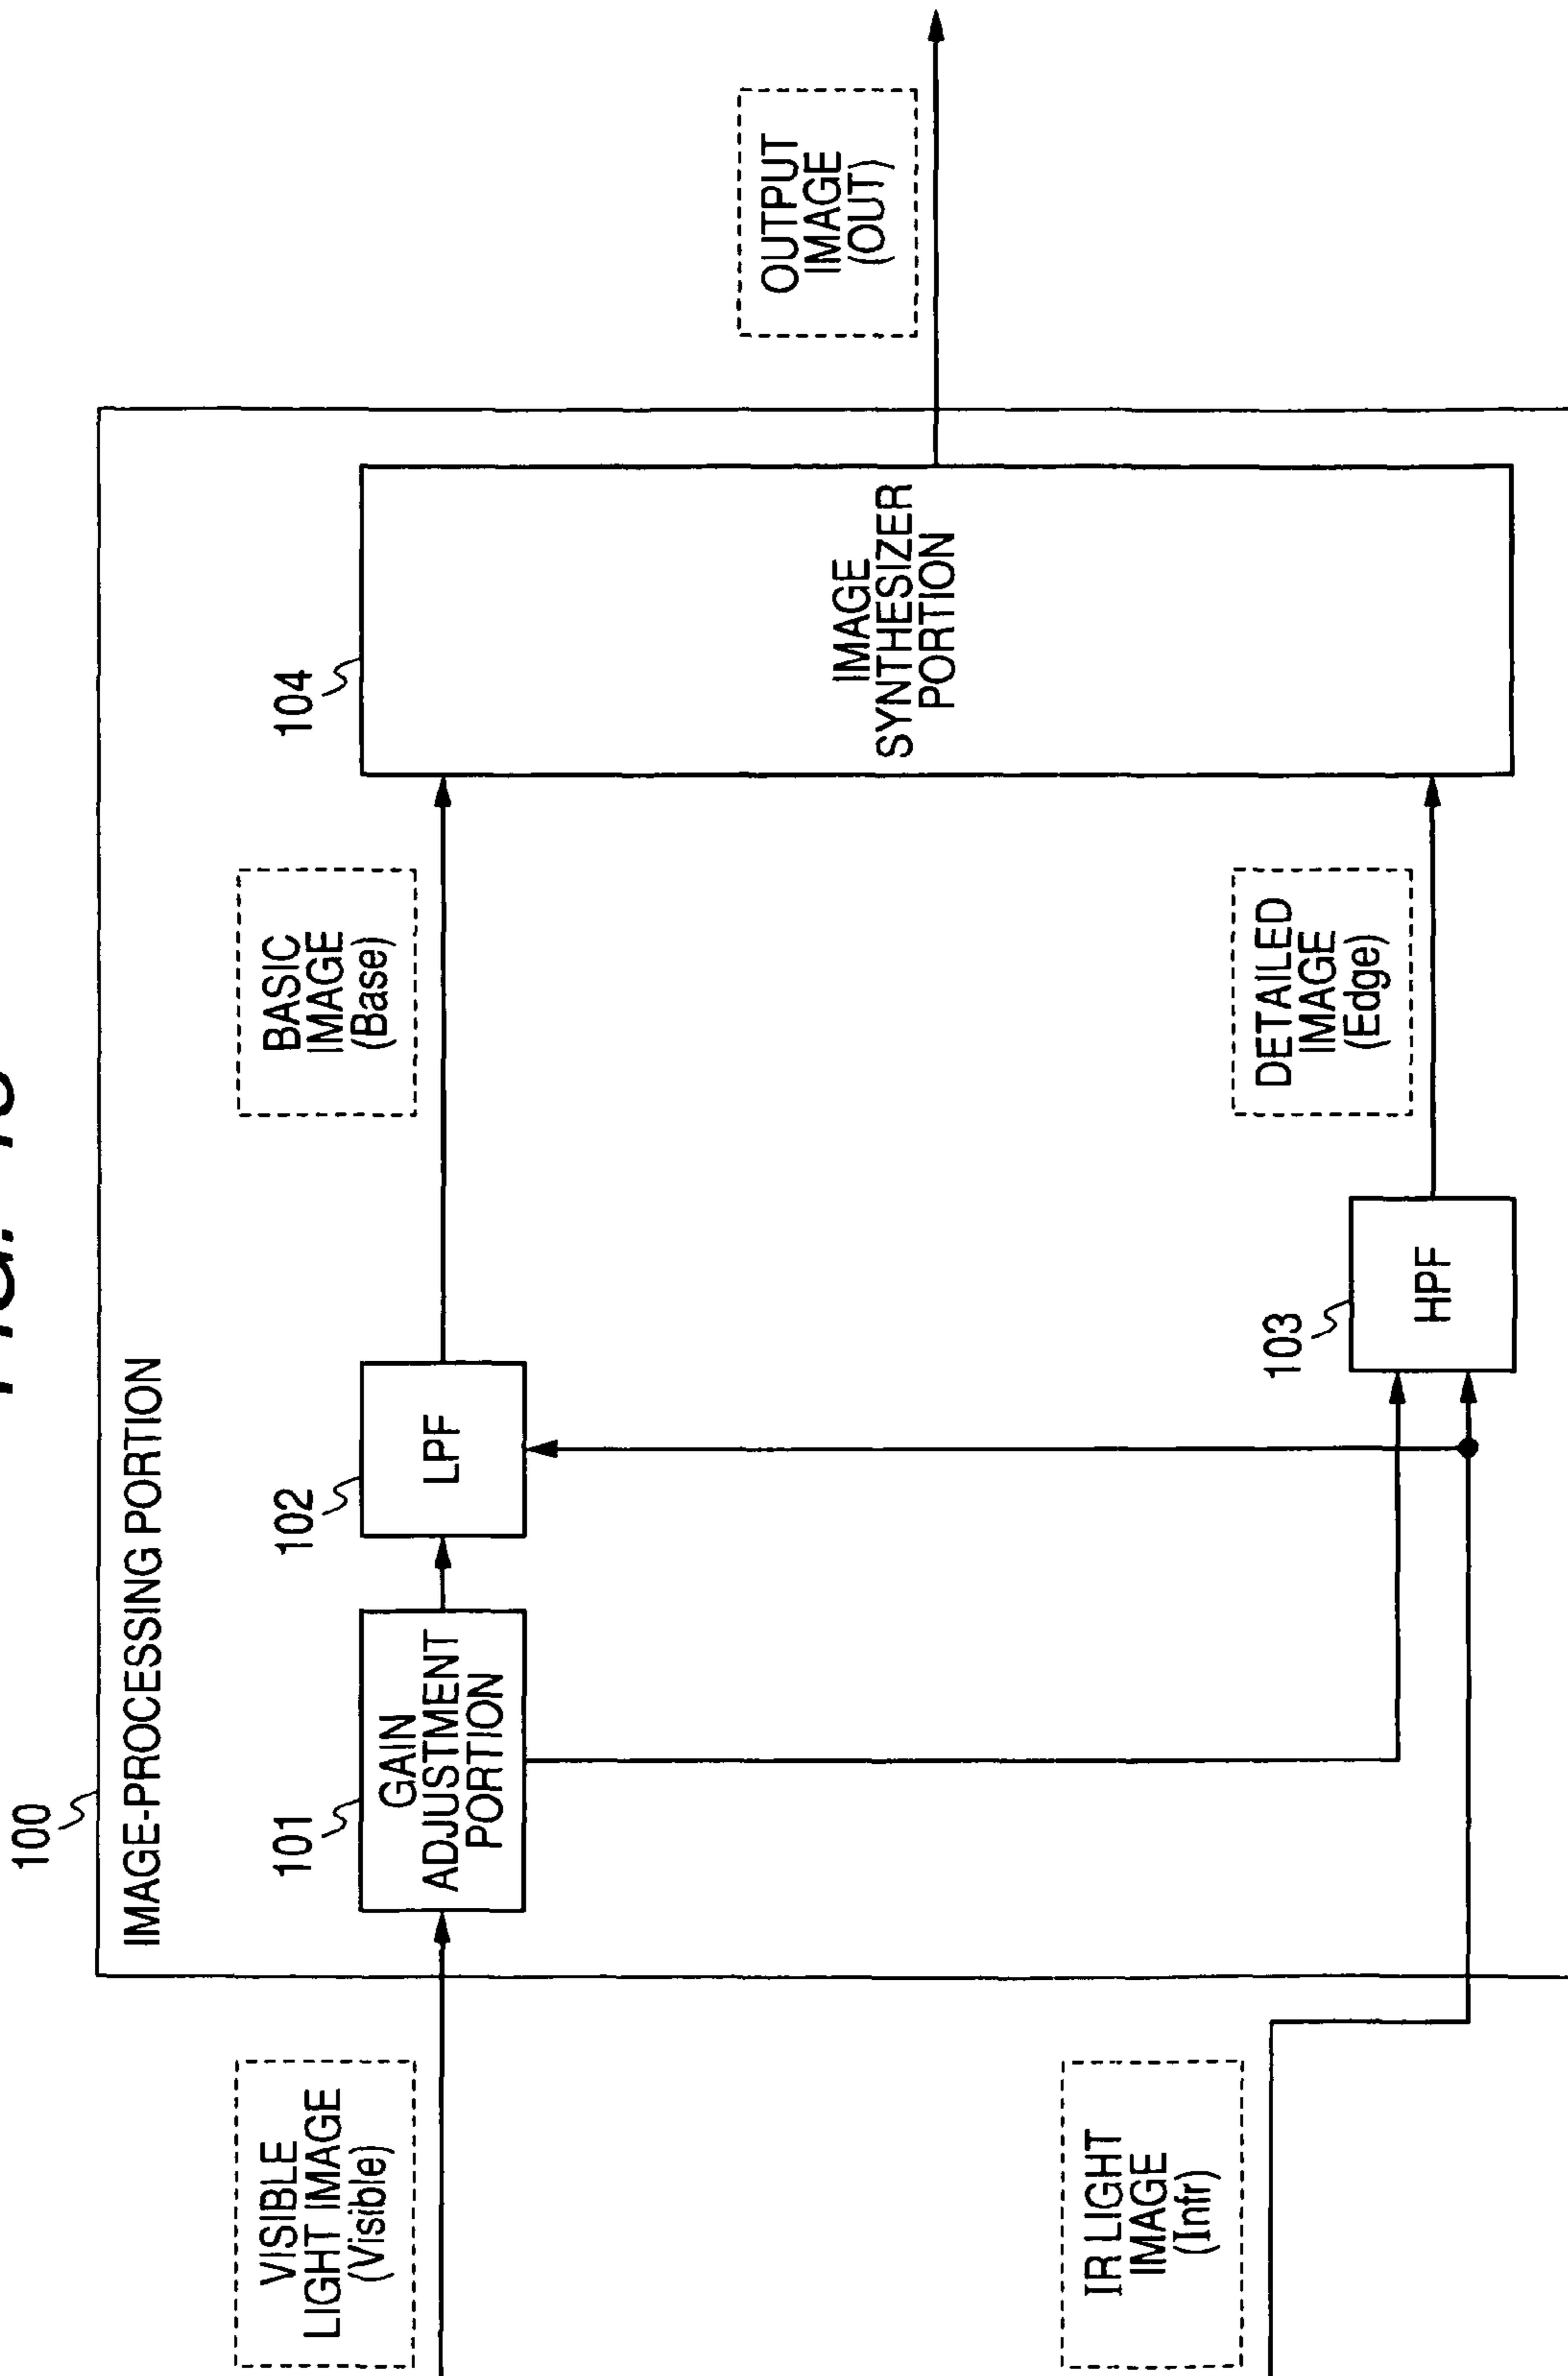 FIG.
100
IMAGE-PROCESSING PORTION
VISIBLE
LIGHT IMAGE
(Visible)
101
GAIN
ADJUSTMENT
PORTION
102
LPF
BASIC
IMAGE
(Base)
104
IMAGE
SYNTHESIZER
PORTION
OUTPUT
IMAGE
(OUT)
IR LIGHT
IMAGE
(Infr)
103
HPF
DETAILED
IMAGE
(Edge)